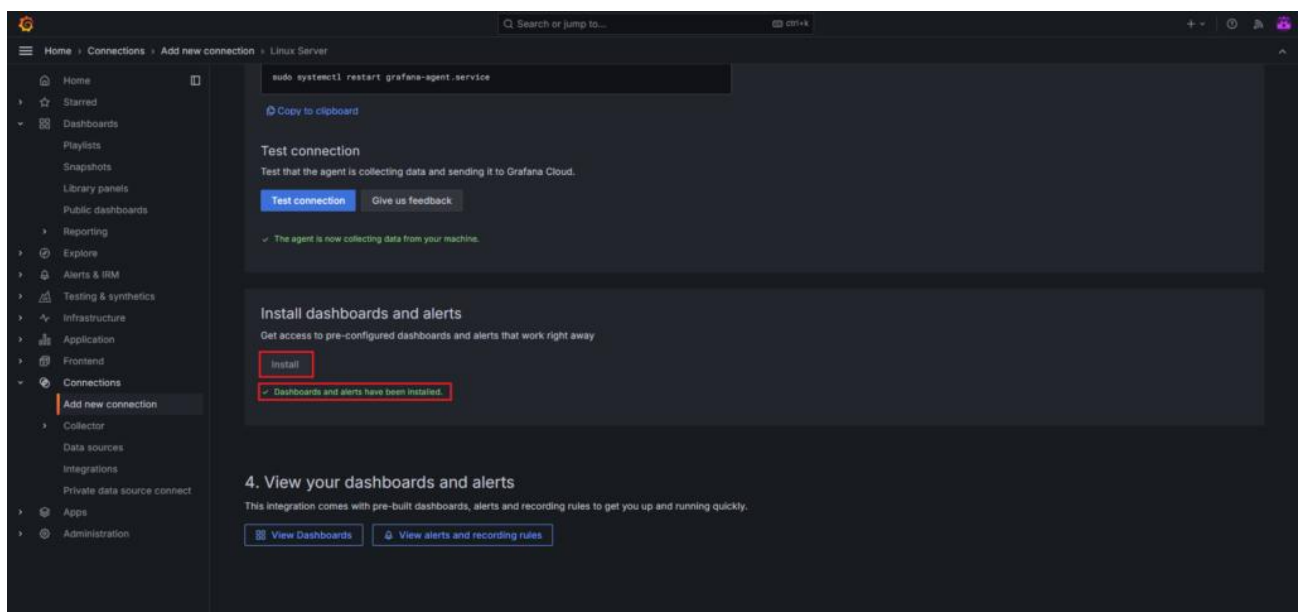 Search or jump to...
ctrl+k
Home › Connections › Add new connection › Linux Server
Home
Starred
Dashboards
Playlists
Snapshots
Library panels
Public dashboards
Reporting
Explore
Alerts & IRM
Testing & synthetics
Infrastructure
Application
Frontend
Connections
Add new connection
Collector
Data sources
Integrations
Private data source connect
Apps
Administration
sudo systemctl restart grafana-agent.service
Copy to clipboard
Test connection
Test that the agent is collecting data and sending it to Grafana Cloud.
Test connection
Give us feedback
The agent is now collecting data from your machine.
Install dashboards and alerts
Get access to pre-configured dashboards and alerts that work right away
Install
Dashboards and alerts have been installed.
4. View your dashboards and alerts
This integration comes with pre-built dashboards, alerts and recording rules to get you up and running quickly.
View Dashboards
View alerts and recording rules